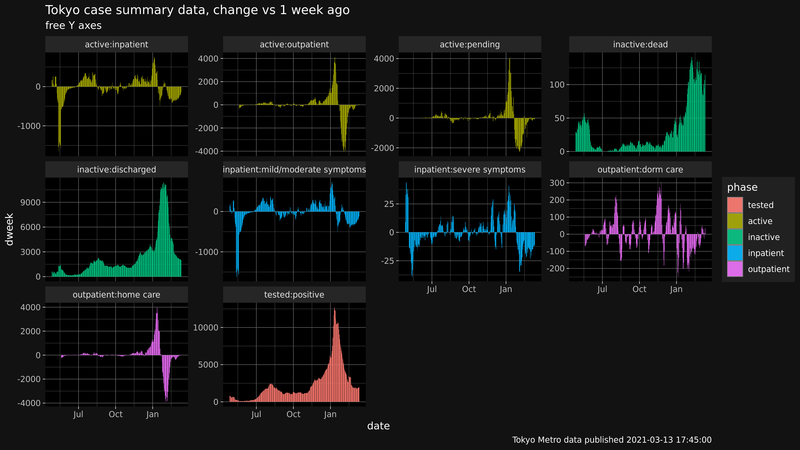 Tokyo case summary data, change vs 1 week ago
free Y axes
active:inpatient
active:outpatient
active:pending
inactive:dead
0
-1000
4000
2000
0
-2000
-4000
4000
2000
0
-2000
100
50
0
inactive:discharged
inpatient:mild/moderate symptoms
inpatient:severe symptoms
outpatient:dorm care
9000
6000
3000
0
0
-1000
25
0
-25
300
200
100
0
-100
-200
Jul Oct Jan
Jul Oct Jan
outpatient:home care
tested:positive
4000
2000
0
-2000
-4000
10000
5000
0
Jul Oct Jan
Jul Oct Jan
dweek
date
phase
tested
active
inactive
inpatient
outpatient
Tokyo Metro data published 2021-03-13 17:45:00